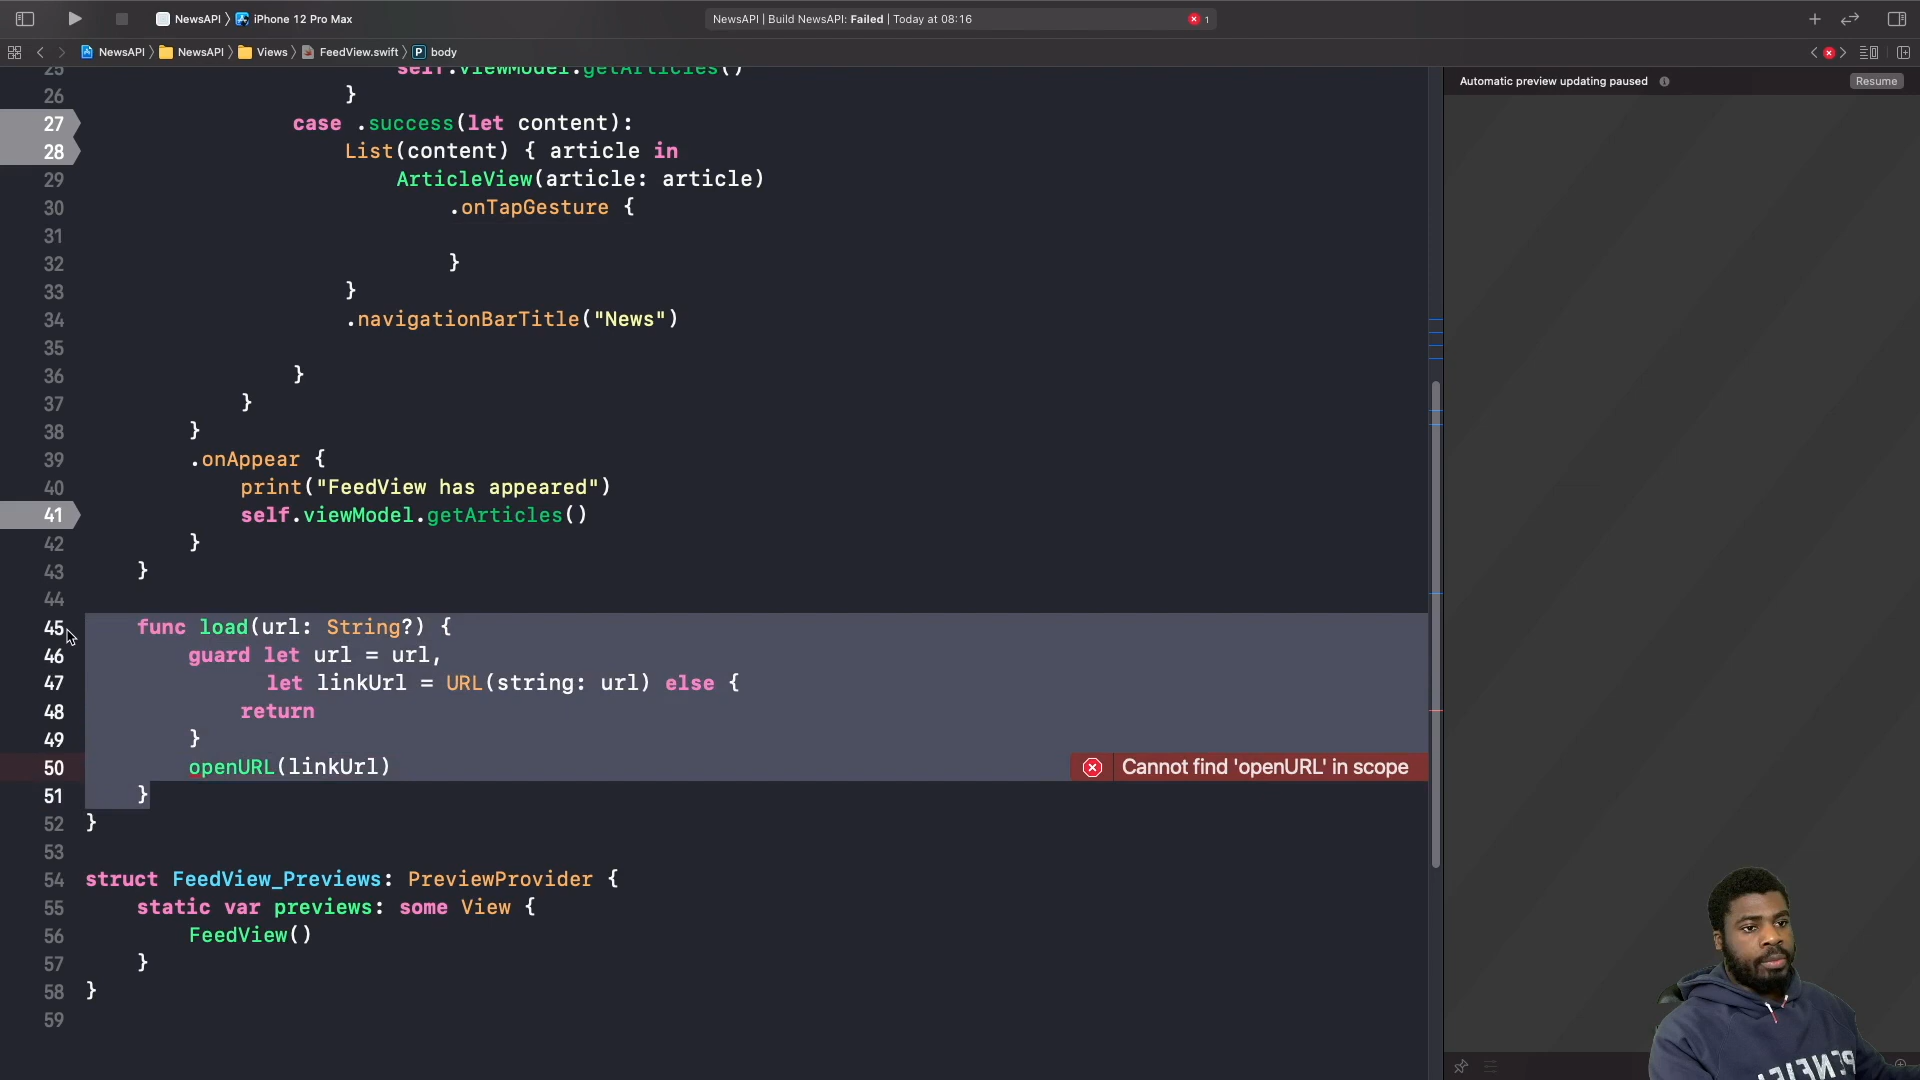 NewsAPI iPhone 12 Pro Max
NewsAPI | Build NewsAPI: Failed | Today at 08:16
1
NewsAPI NewsAPI Views FeedView.swift P body
Automatic preview updating paused
Resume
25 self.viewModel.getArticles()
26 }
27 case .success(let content):
28 List(content) { article in
29 ArticleView(article: article)
30 .onTapGesture {
31
32 }
33 }
34 .navigationBarTitle("News")
35
36 }
37 }
38 }
39 .onAppear {
40 print("FeedView has appeared")
41 self.viewModel.getArticles()
42 }
43 }
44
45 func load(url: String?) {
46 guard let url = url,
47 let linkUrl = URL(string: url) else {
48 return
49 }
50 openURL(linkUrl) Cannot find 'openURL' in scope
51 }
52 }
53
54 struct FeedView_Previews: PreviewProvider {
55 static var previews: some View {
56 FeedView()
57 }
58 }
59